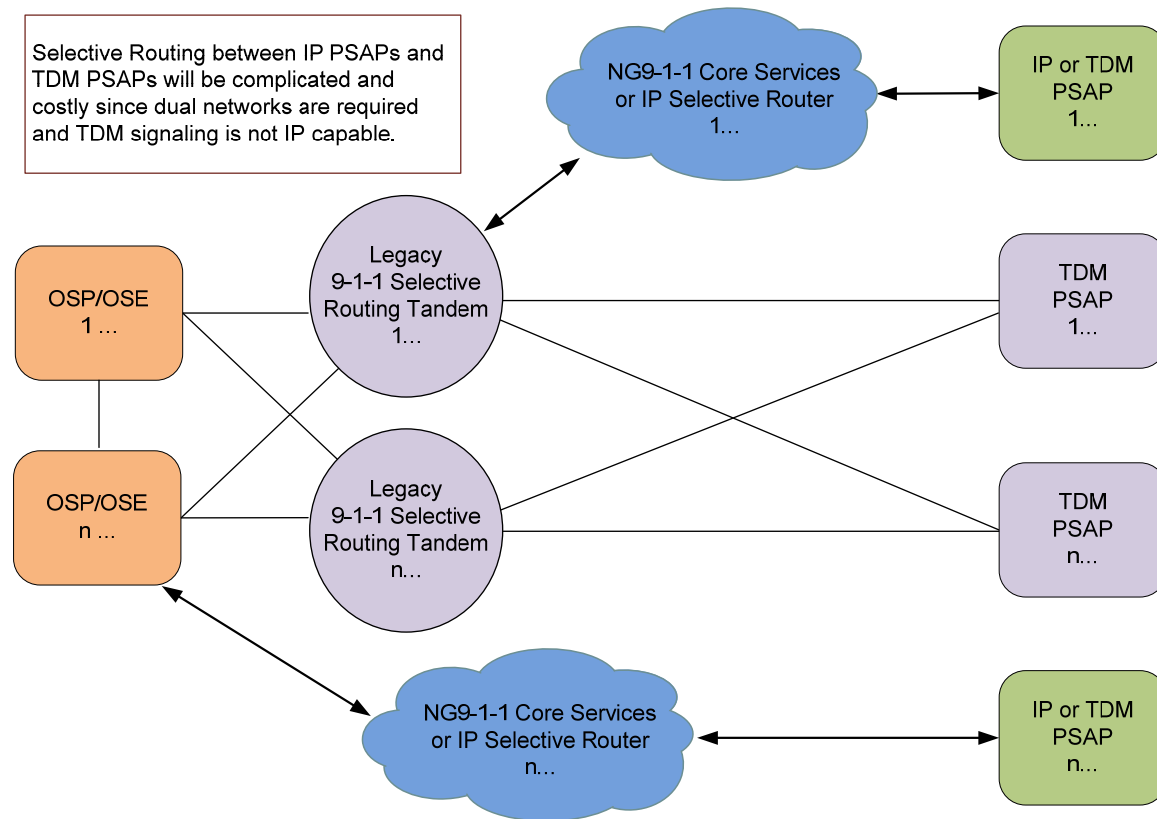 Selective Routing between IP PSAPs and
TDM PSAPs will be complicated and
costly since dual networks are required
and TDM signaling is not IP capable.
NG9-1-1 Core Services
or IP Selective Router
1...
IP or TDM
PSAP
1...
Legacy
9-1-1 Selective
Routing Tandem
1...
OSP/OSE
1 ...
TDM
PSAP
1...
Legacy
9-1-1 Selective
Routing Tandem
n...
OSP/OSE
n ...
TDM
PSAP
n...
NG9-1-1 Core Services
or IP Selective Router
n...
IP or TDM
PSAP
n...